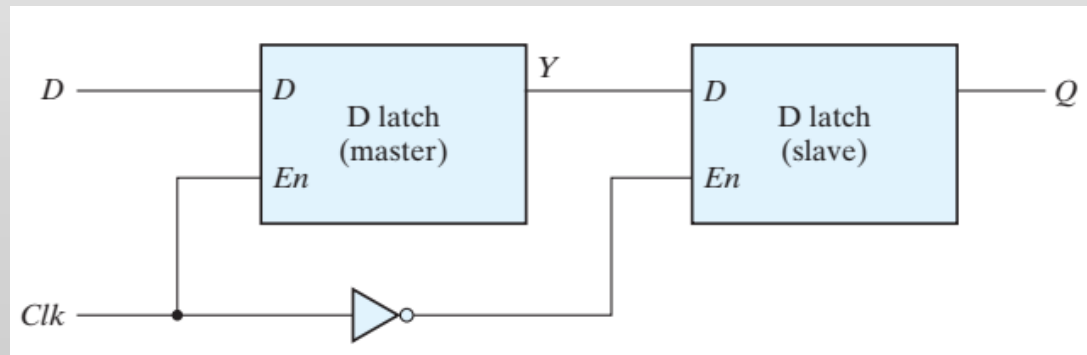 Y
D
D
D
Q
D latch
(master)
D latch
(slave)
En
En
Clk